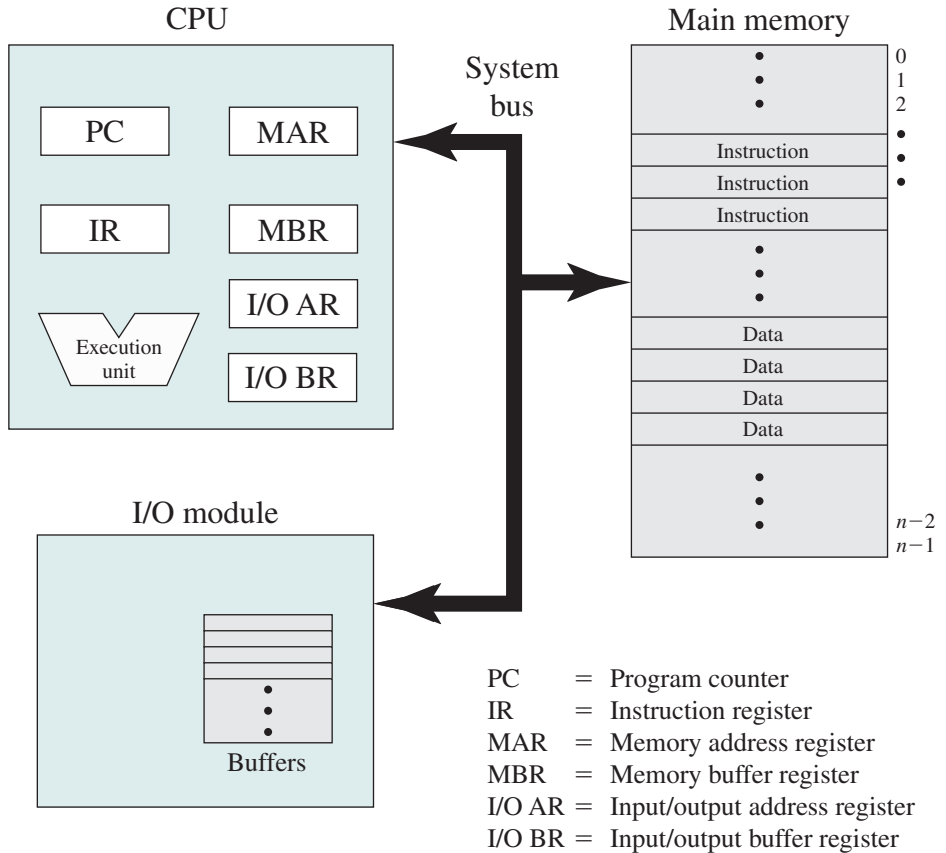 CPU
Main memory
System
bus
PC
MAR
IR
MBR
I/O AR
I/O BR
Execution
unit
0
1
2
Instruction
Instruction
Instruction
Data
Data
Data
Data
n−2
n−1
I/O module
Buffers
PC = Program counter
IR = Instruction register
MAR = Memory address register
MBR = Memory buffer register
I/O AR = Input/output address register
I/O BR = Input/output buffer register